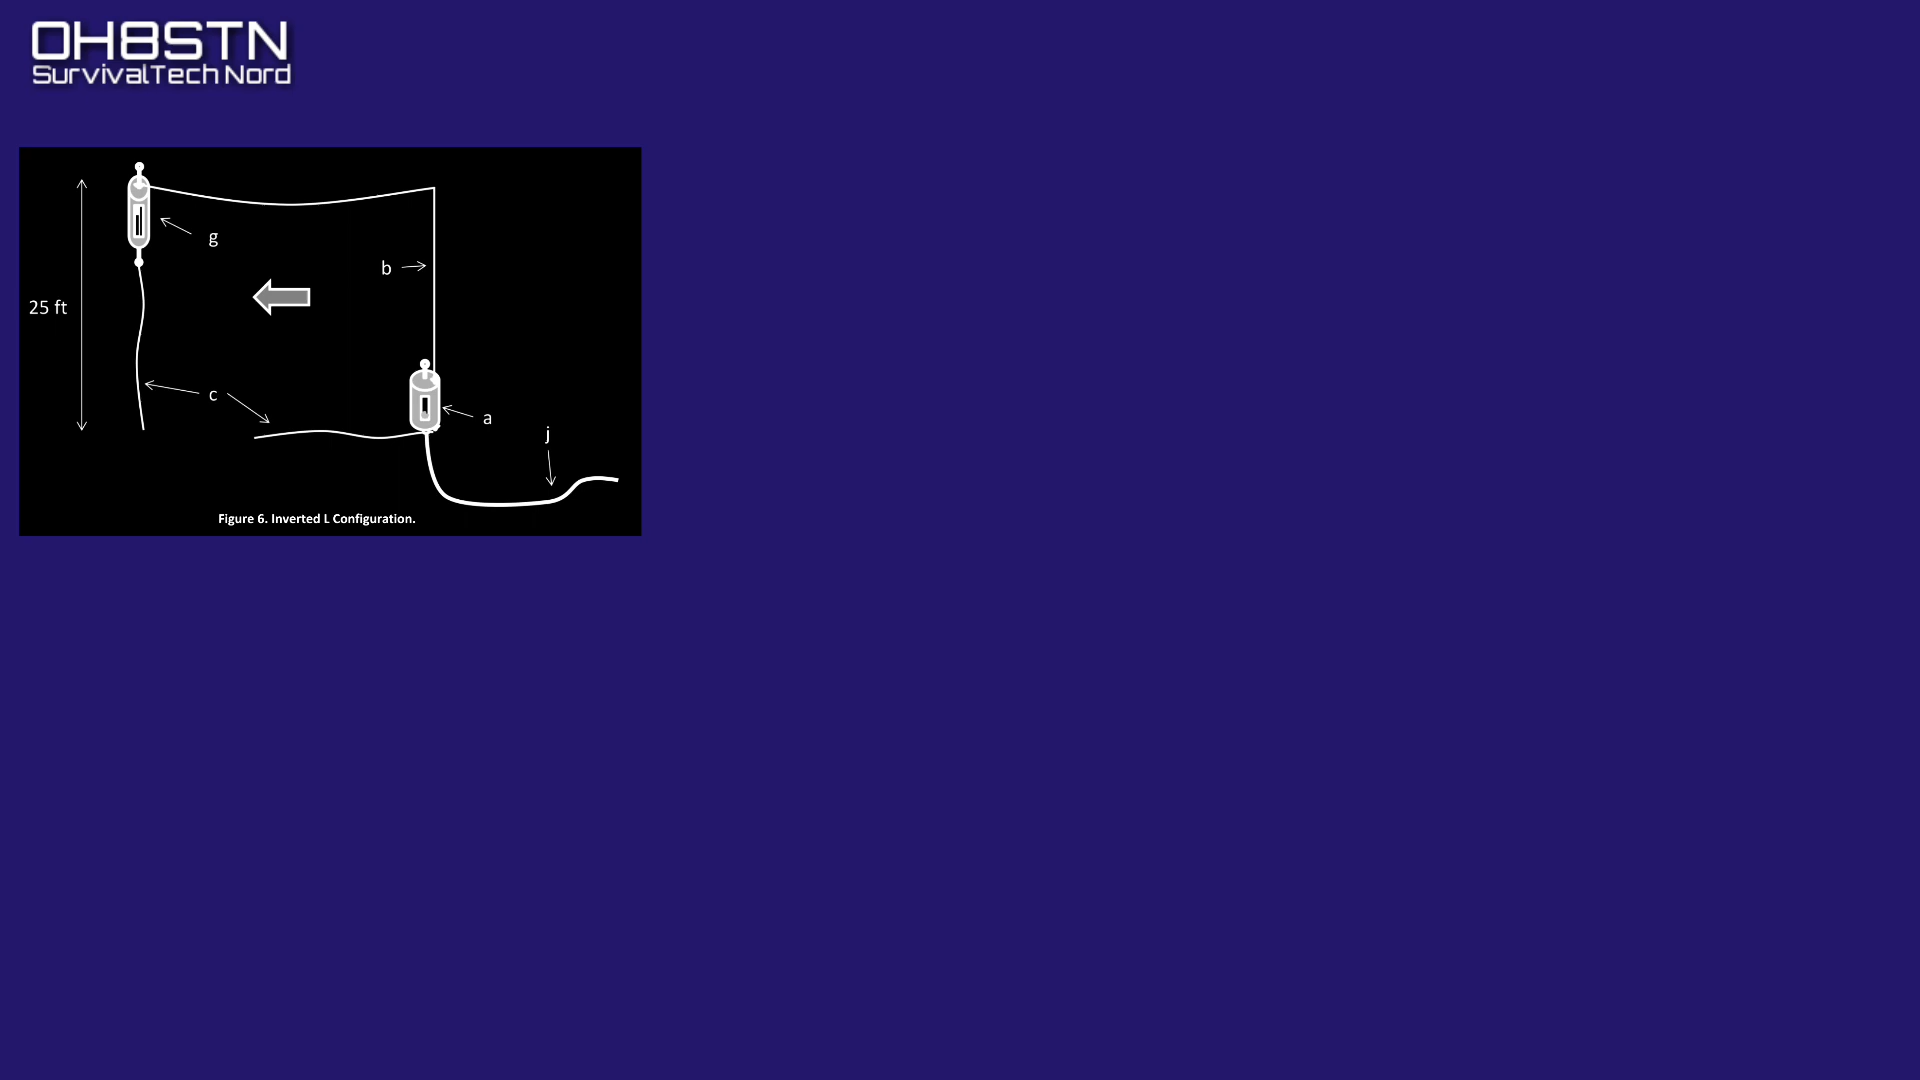 OH8STN
SurvivalTech Nord
g
b
25 ft
c
a
j
Figure 6. Inverted L Configuration.